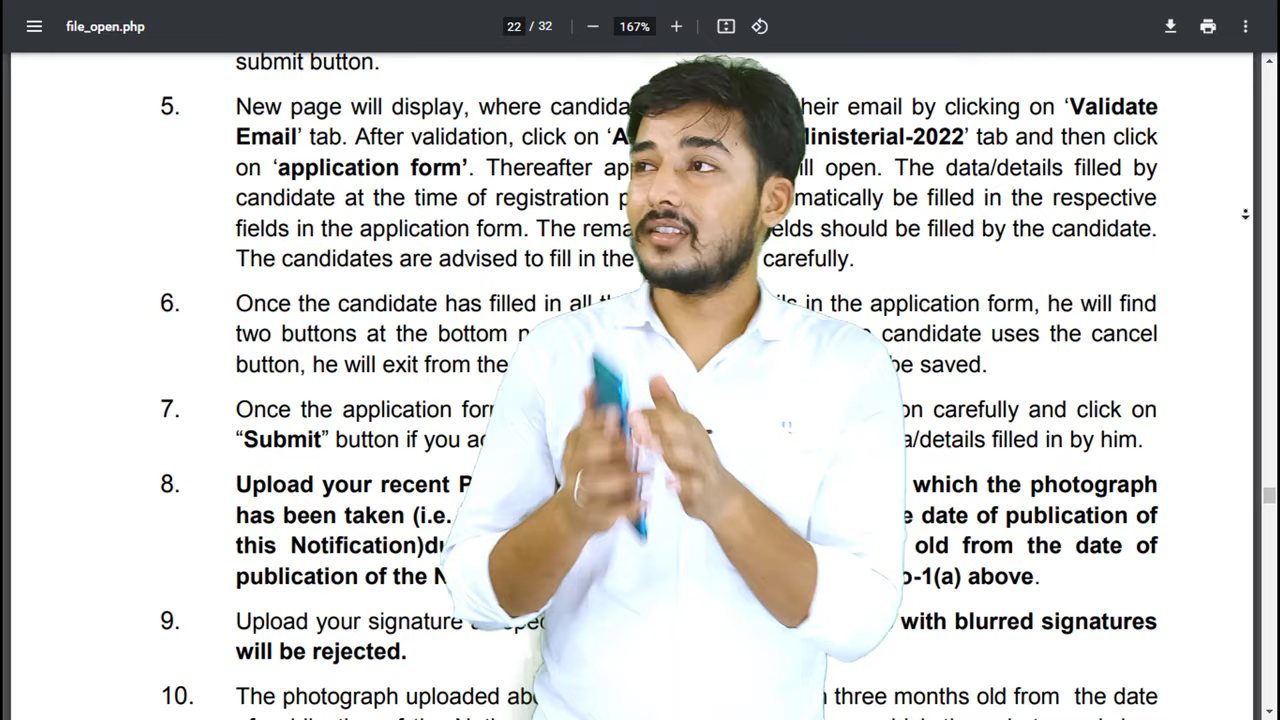 file_open.php
22 / 32
167%
submit button.
5. New page will display, where candida heir email by clicking on ‘Validate
Email’ tab. After validation, click on ‘A inisterial-2022’ tab and then click
on ‘application form’. Thereafter ap ll open. The data/details filled by
candidate at the time of registration p matically be filled in the respective
fields in the application form. The rema elds should be filled by the candidate.
The candidates are advised to fill in the carefully.
6. Once the candidate has filled in all th ls in the application form, he will find
two buttons at the bottom n candidate uses the cancel
button, he will exit from the be saved.
7. Once the application for on carefully and click on
“Submit” button if you a a/details filled in by him.
8. Upload your recent P which the photograph
has been taken (i.e. e date of publication of
this Notification)du old from the date of
publication of the N o-1(a) above.
9. Upload your signature spec with blurred signatures
will be rejected.
10. The photograph uploaded abo three months old from the date